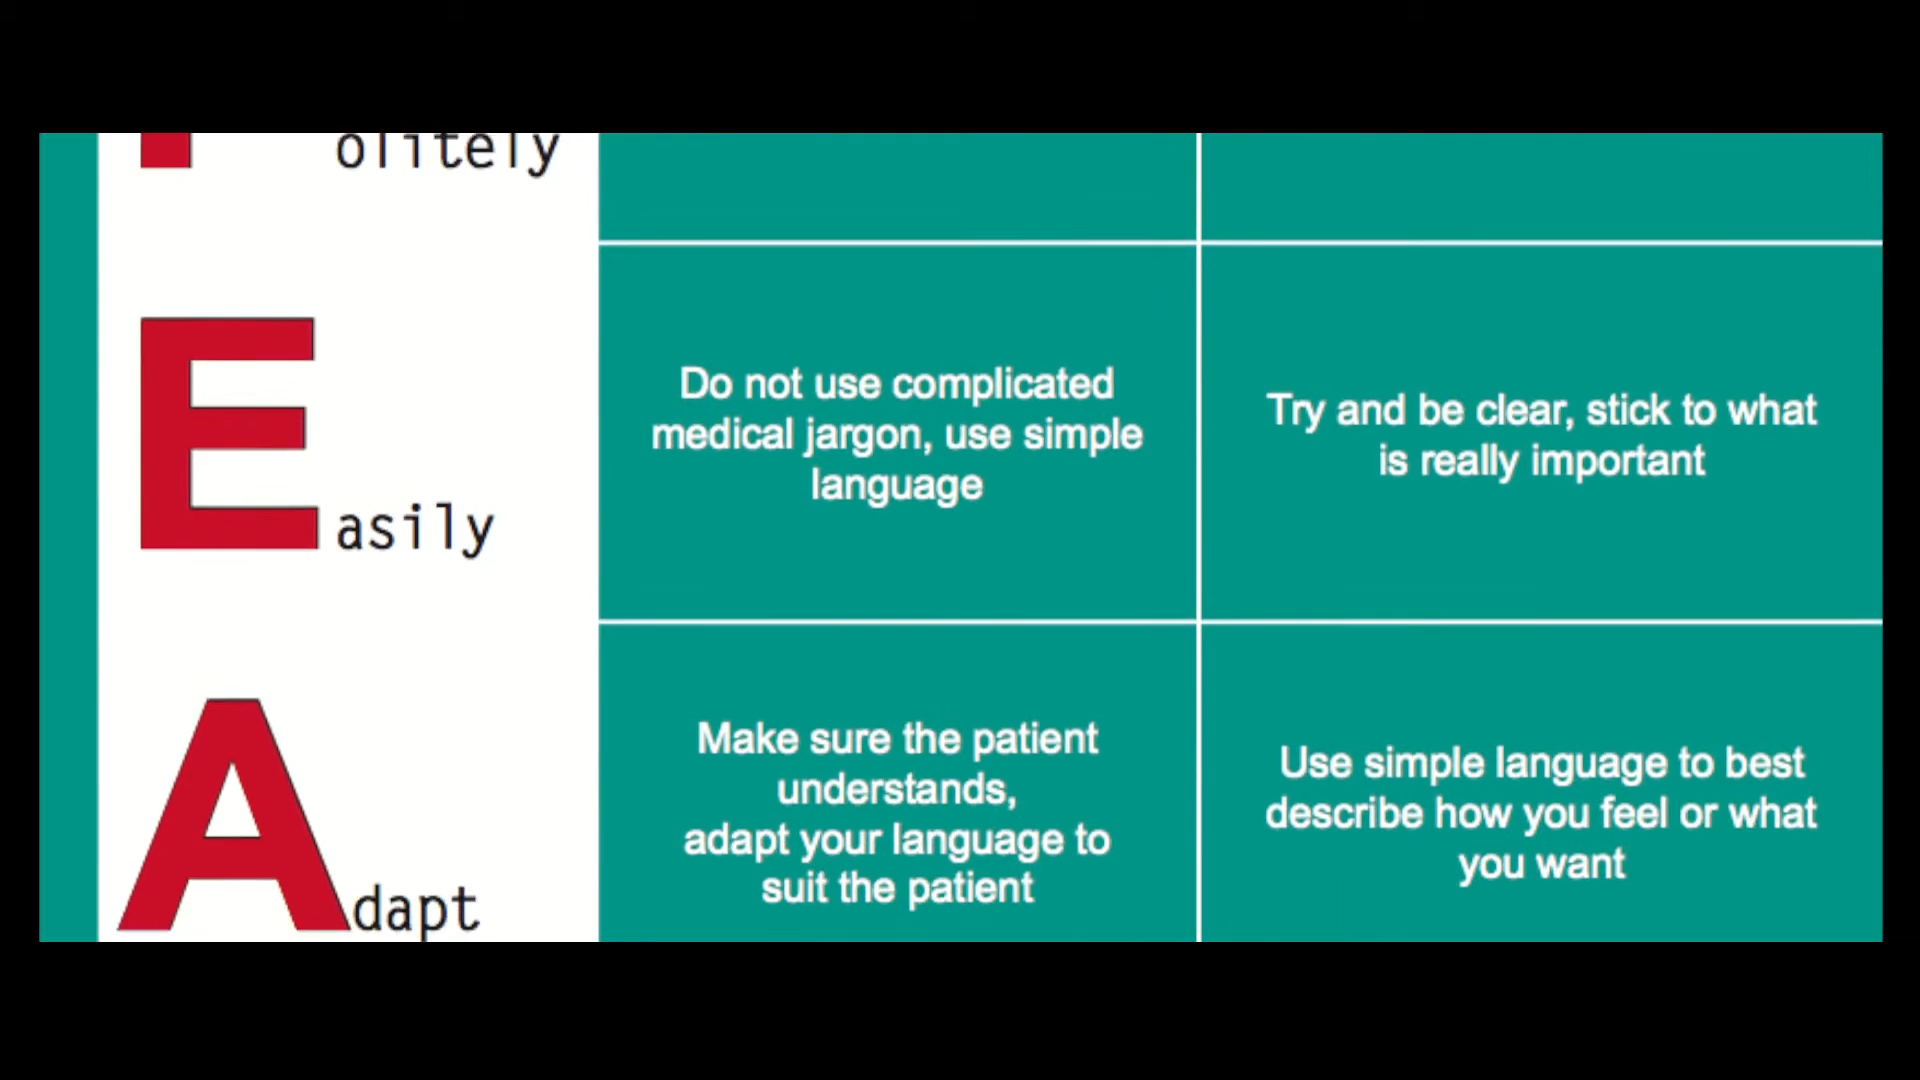 olitely
Easily
Do not use complicated
medical jargon, use simple
language
Try and be clear, stick to what
is really important
Adapt
Make sure the patient
understands,
adapt your language to
suit the patient
Use simple language to best
describe how you feel or what
you want